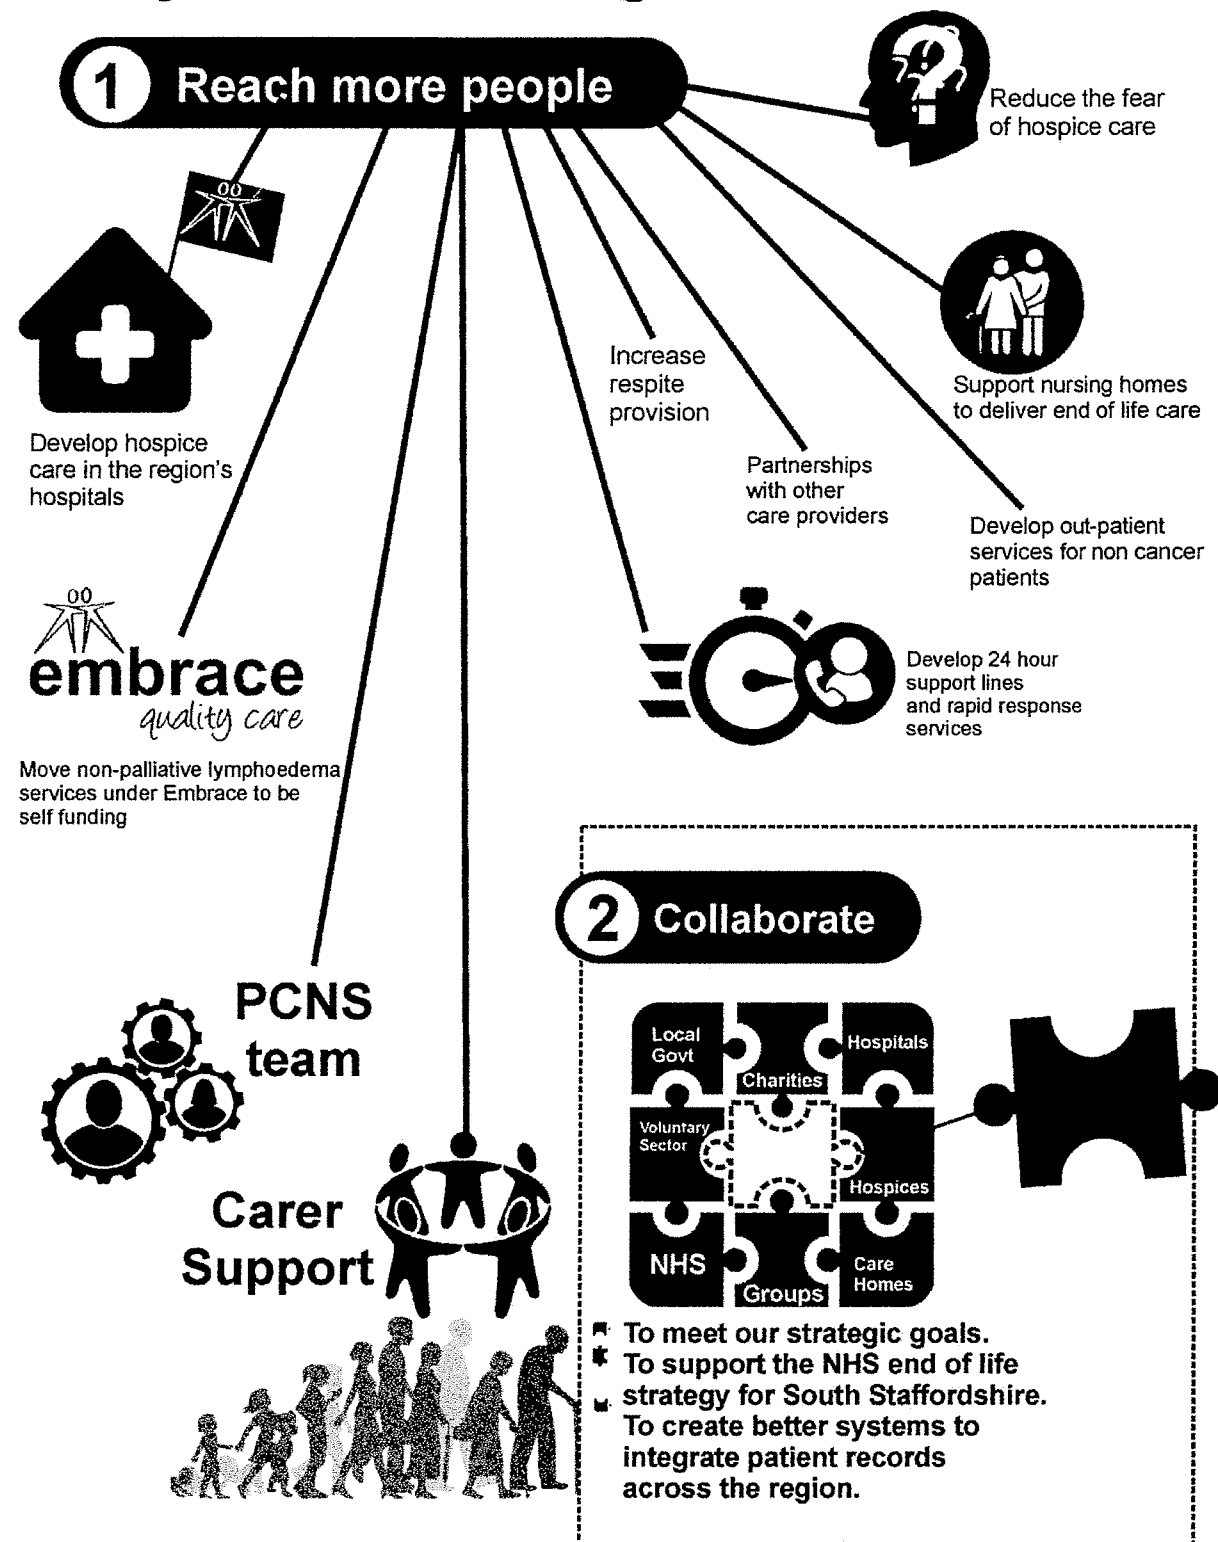 1 Reach more people
Reduce the fear
of hospice care
Support nursing homes
to deliver end of life care
Increase
respite
provision
Develop hospice
care in the region's
hospitals
Partnerships
with other
care providers
Develop out-patient
services for non cancer
patients
embrace
quality care
Develop 24 hour
support lines
and rapid response
services
Move non-palliative lymphoedema
services under Embrace to be
self funding
2 Collaborate
PCNS
team
Local
Govt
Charities
Hospitals
Voluntary
Sector
Hospices
NHS
Groups
Care
Homes
Carer
Support
To meet our strategic goals.
To support the NHS end of life
strategy for South Staffordshire.
To create better systems to
integrate patient records
across the region.